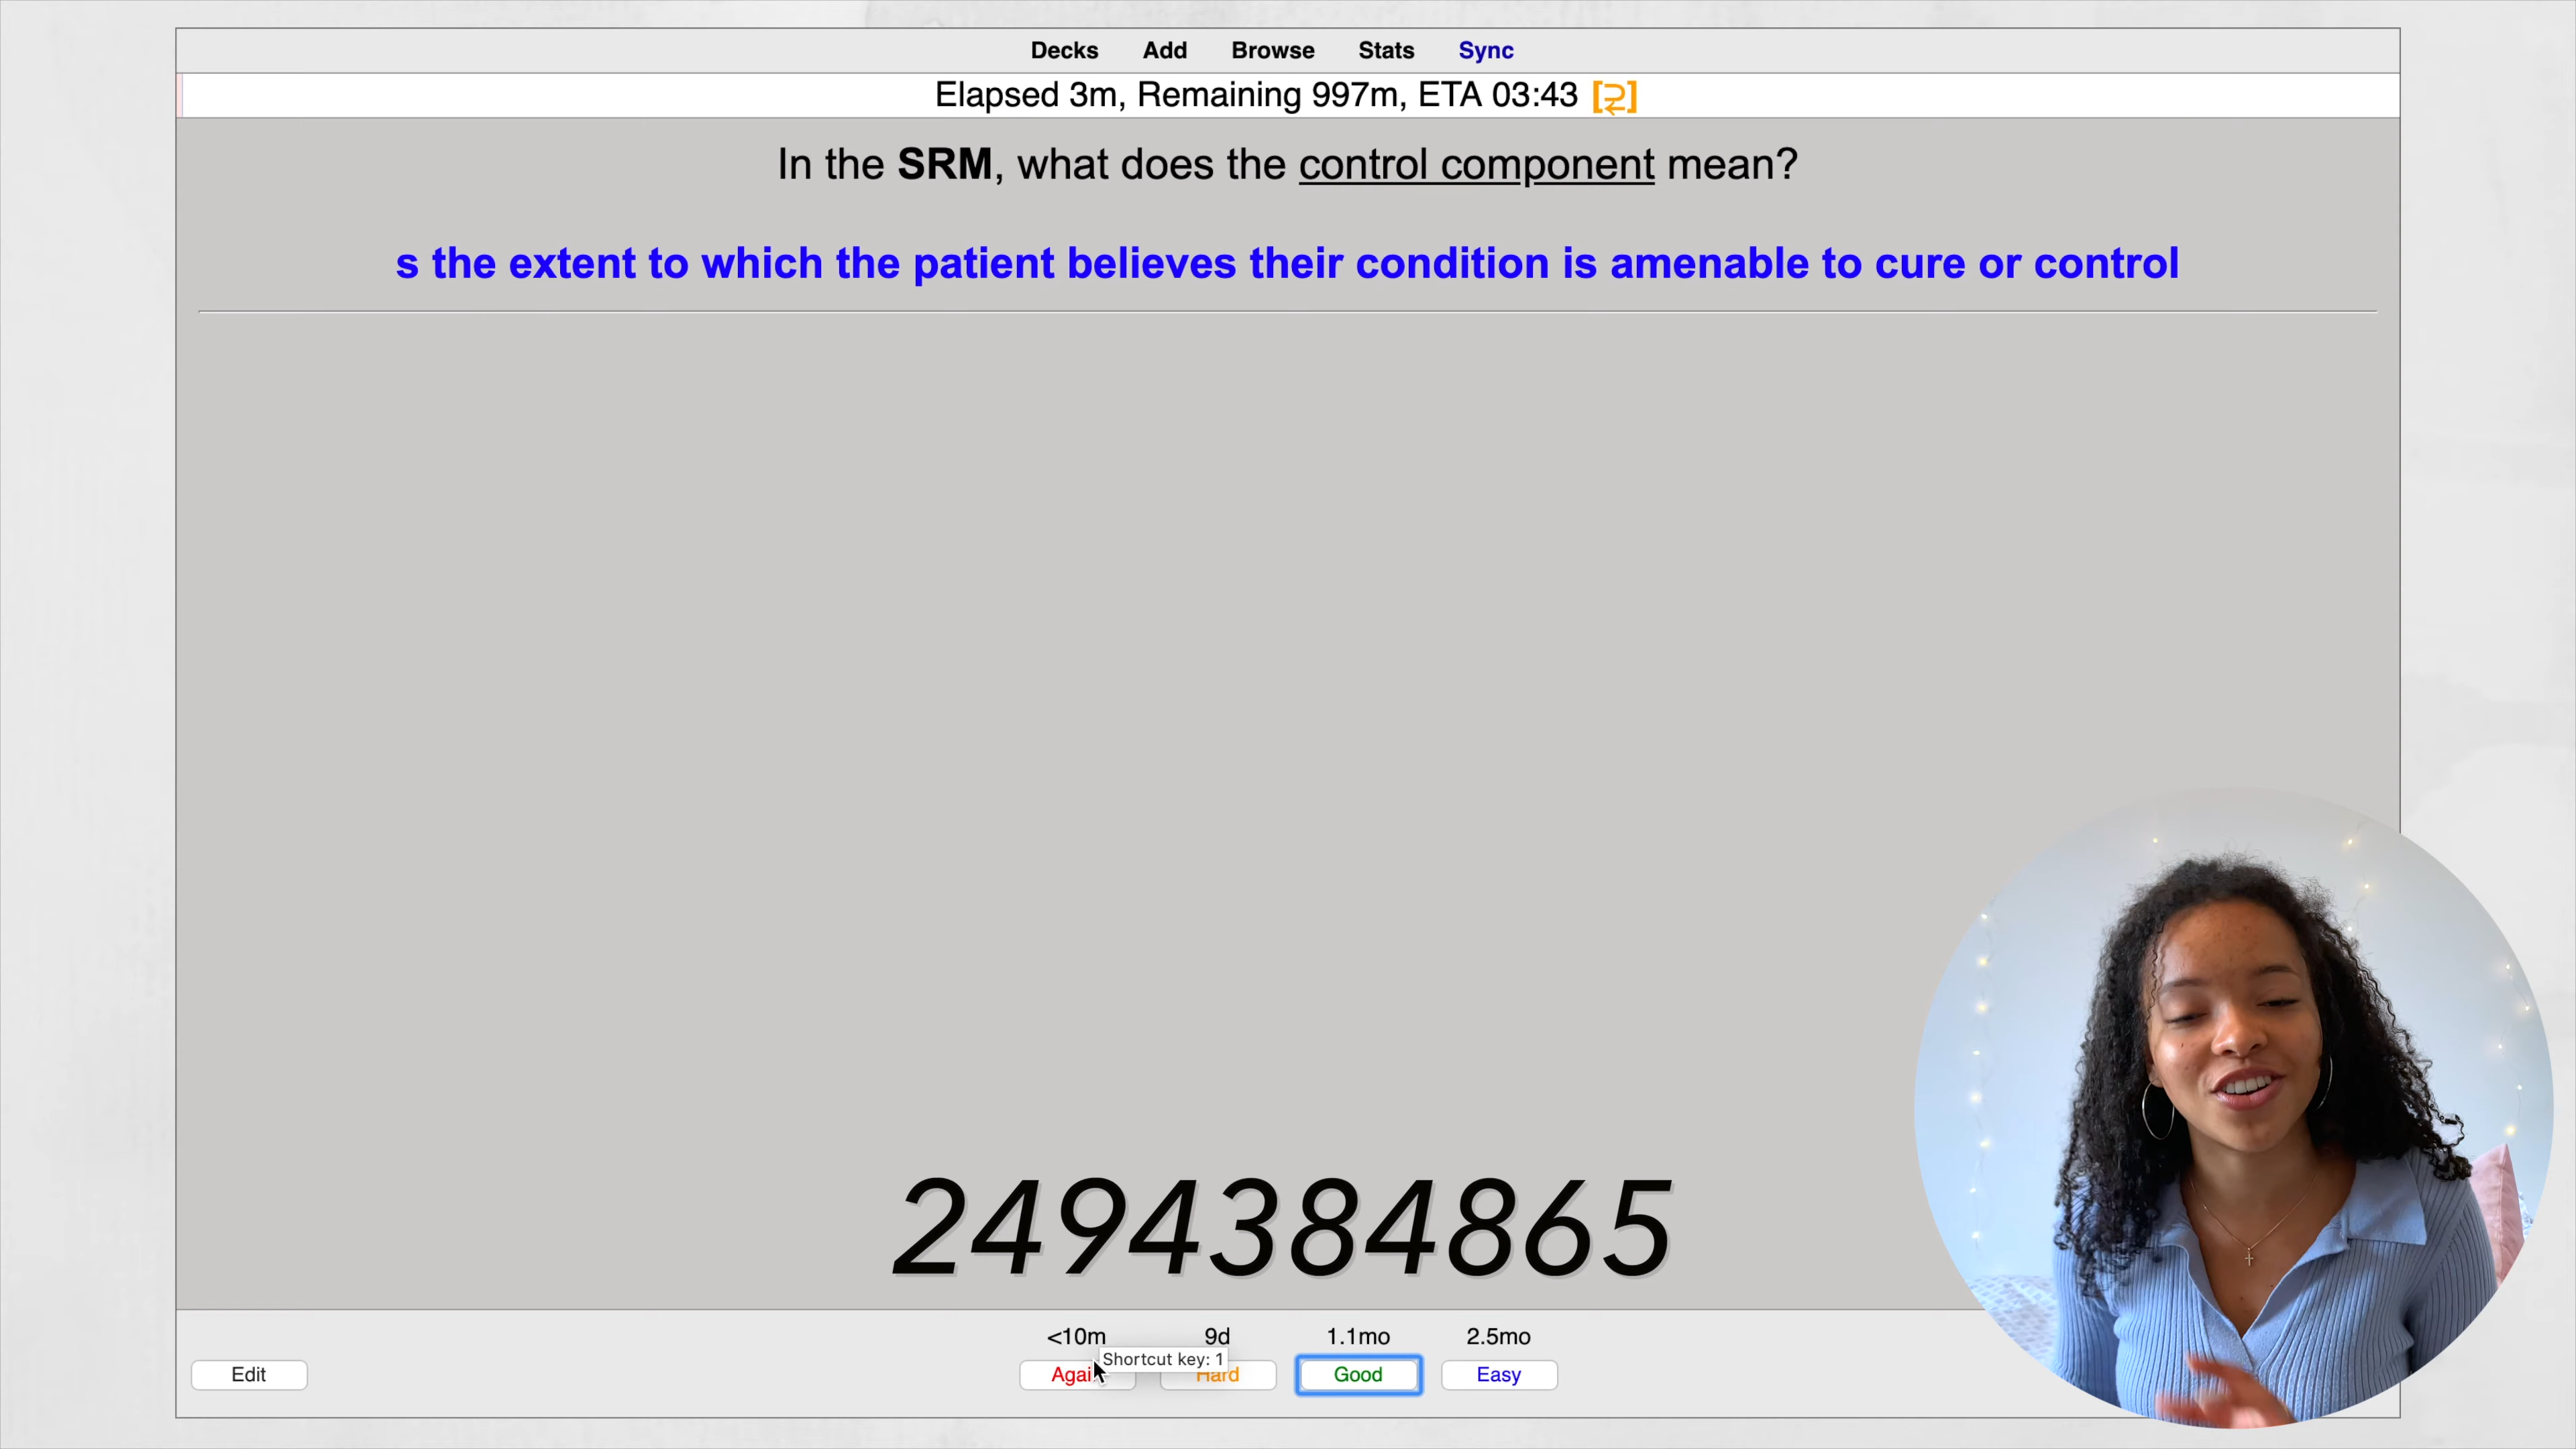 Decks Add Browse Stats Sync
Elapsed 3m, Remaining 997m, ETA 03:43 [⥄]
In the SRM, what does the control component mean?
s the extent to which the patient believes their condition is amenable to cure or control
2494384865
<10m 9d 1.1mo 2.5mo
Shortcut key: 1
Edit Agai Hard Good Easy